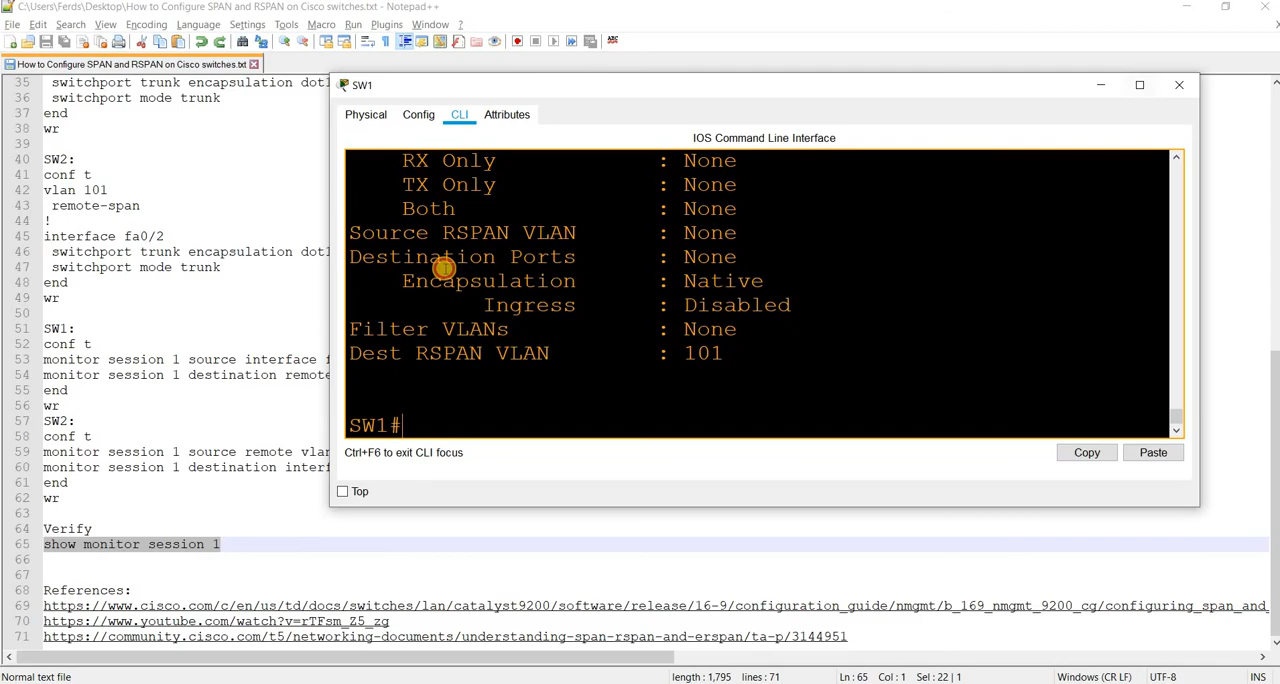 C:\Users\Ferds\Desktop\How to Configure SPAN and RSPAN on Cisco switches.txt - Notepad++
File Edit Search View Encoding Language Settings Tools Macro Run Plugins Window ?
How to Configure SPAN and RSPAN on Cisco switches.txt
35 switchport trunk encapsulation dot1
36 switchport mode trunk
37 end
38 wr
39
40 SW2:
41 conf t
42 vlan 101
43 remote-span
44 !
45 interface fa0/2
46 switchport trunk encapsulation dot1
47 switchport mode trunk
48 end
49 wr
50
51 SW1:
52 conf t
53 monitor session 1 source interface f
54 monitor session 1 destination remote
55 end
56 wr
57 SW2:
58 conf t
59 monitor session 1 source remote vlan
60 monitor session 1 destination interf
61 end
62 wr
63
64 Verify
65 show monitor session 1
66
67
68 References:
69 https://www.cisco.com/c/en/us/td/docs/switches/lan/catalyst9200/software/release/16-9/configuration_guide/nmgmt/b_169_nmgmt_9200_cg/configuring_span_and_
70 https://www.youtube.com/watch?v=rTFsm_Z5_zg
71 https://community.cisco.com/t5/networking-documents/understanding-span-rspan-and-erspan/ta-p/3144951
SW1
Physical Config CLI Attributes
IOS Command Line Interface
RX Only : None
TX Only : None
Both : None
Source RSPAN VLAN : None
Destination Ports : None
Encapsulation : Native
Ingress : Disabled
Filter VLANs : None
Dest RSPAN VLAN : 101
SW1#
Ctrl+F6 to exit CLI focus
Copy Paste
Top
Normal text file length : 1,795 lines : 71 Ln : 65 Col : 1 Sel : 22 | 1 Windows (CR LF) UTF-8 INS